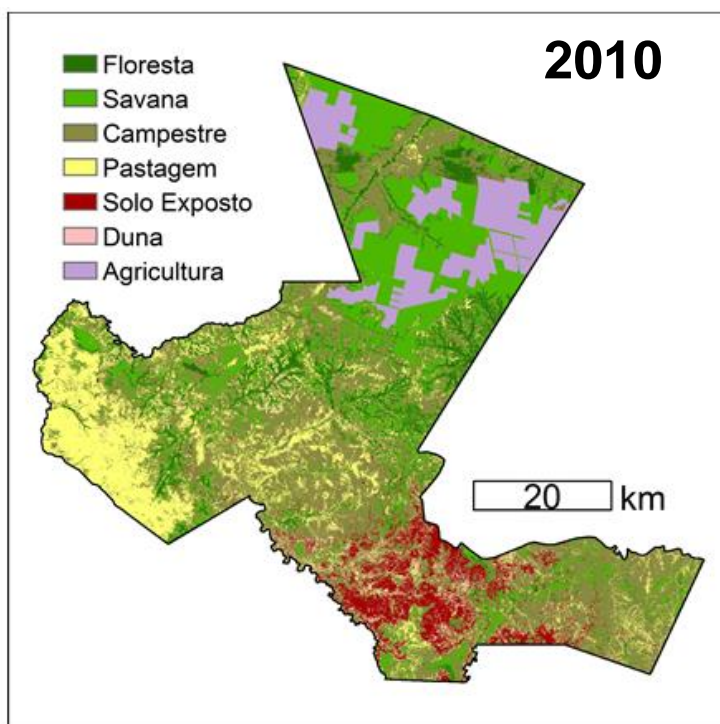 2010
Floresta
Savana
Campestre
Pastagem
Solo Exposto
Duna
Agricultura
20 km